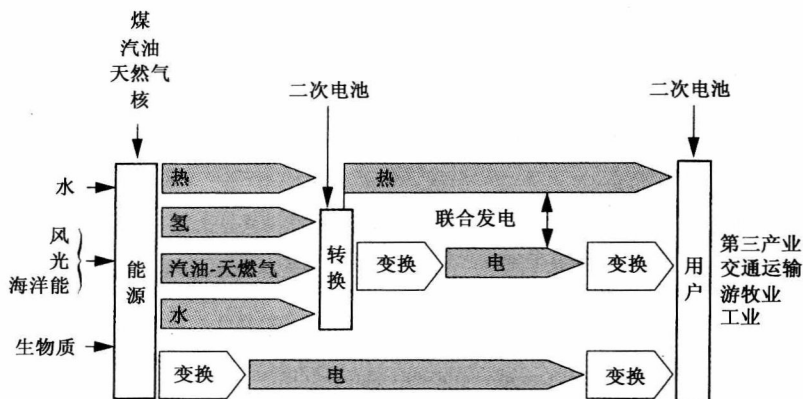 煤
汽油
天然气
核
二次电池
二次电池
水
风
光
海洋能
生物质
能源
热
氢
汽油-天燃气
水
转换
热
联合发电
变换
电
变换
变换
电
变换
用户
第三产业
交通运输
游牧业
工业